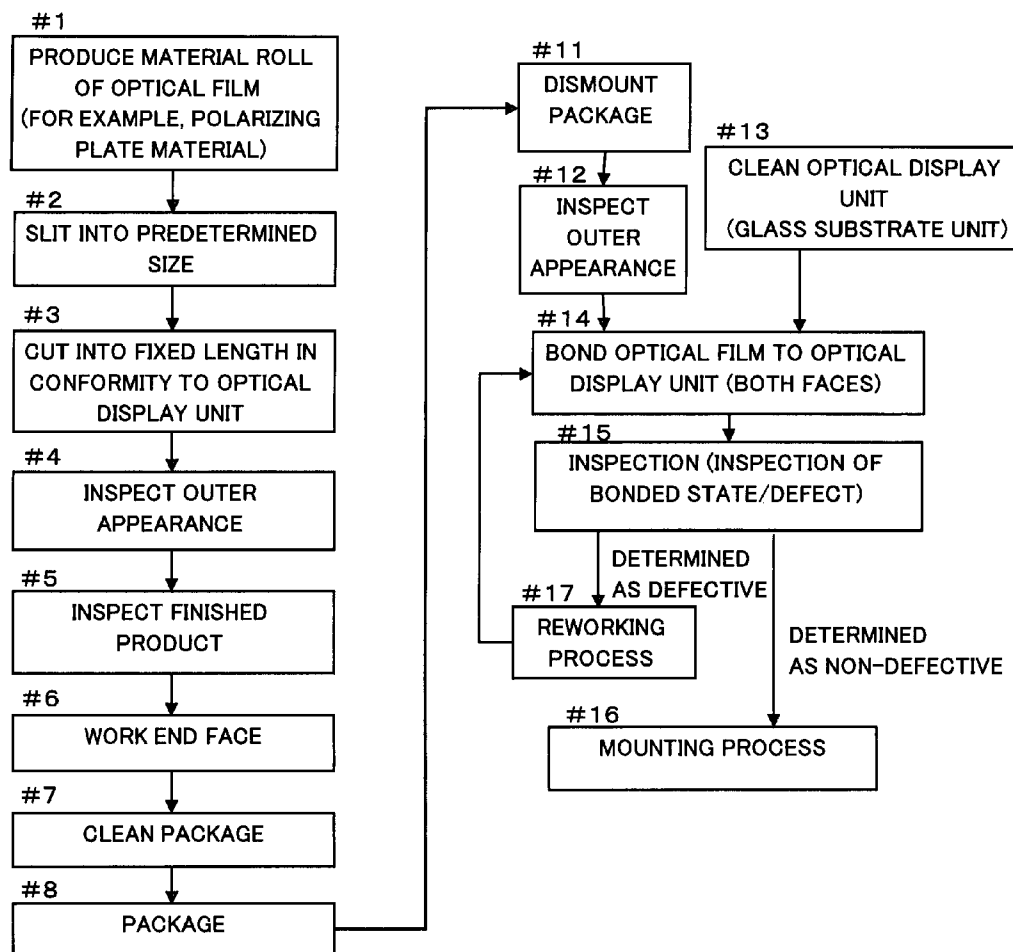 #1
PRODUCE MATERIAL ROLL
OF OPTICAL FILM
(FOR EXAMPLE, POLARIZING
PLATE MATERIAL)
#2
SLIT INTO PREDETERMINED
SIZE
#3
CUT INTO FIXED LENGTH IN
CONFORMITY TO OPTICAL
DISPLAY UNIT
#4
INSPECT OUTER
APPEARANCE
#5
INSPECT FINISHED
PRODUCT
#6
WORK END FACE
#7
CLEAN PACKAGE
#8
PACKAGE
#11
DISMOUNT
PACKAGE
#12
INSPECT
OUTER
APPEARANCE
#13
CLEAN OPTICAL DISPLAY
UNIT
(GLASS SUBSTRATE UNIT)
#14
BOND OPTICAL FILM TO OPTICAL
DISPLAY UNIT (BOTH FACES)
#15
INSPECTION (INSPECTION OF
BONDED STATE/DEFECT)
DETERMINED
AS DEFECTIVE
#17
REWORKING
PROCESS
DETERMINED
AS NON-DEFECTIVE
#16
MOUNTING PROCESS